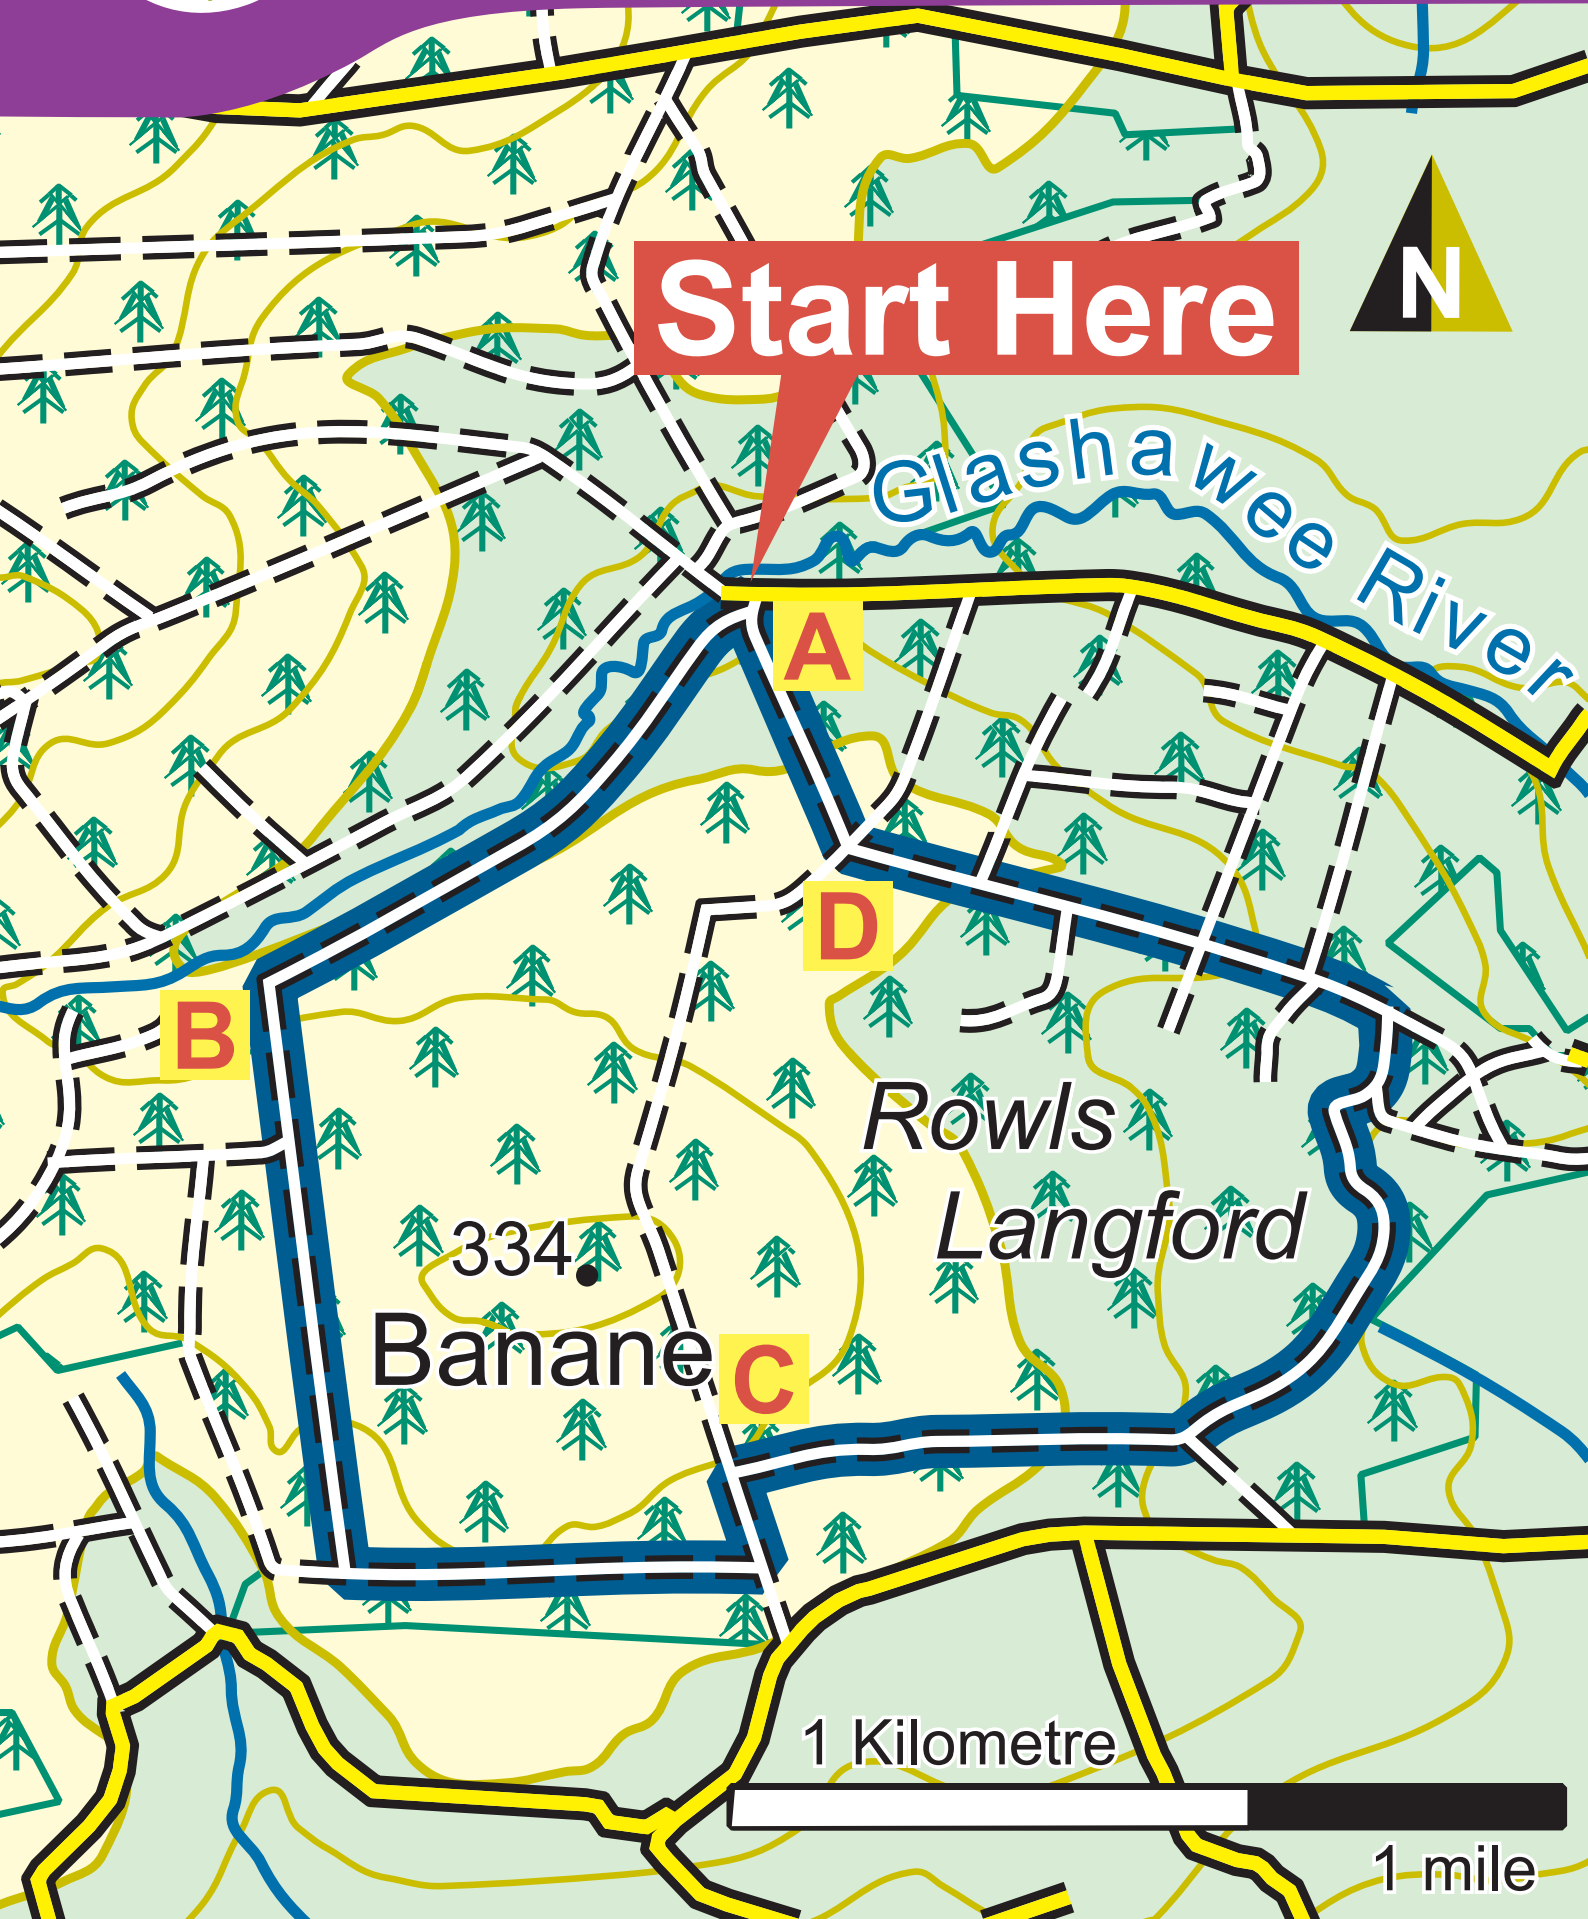 N
Start Here
Glashawee River
A
D
B
Rowls
Langford
334
Banane
C
1 Kilometre
1 mile